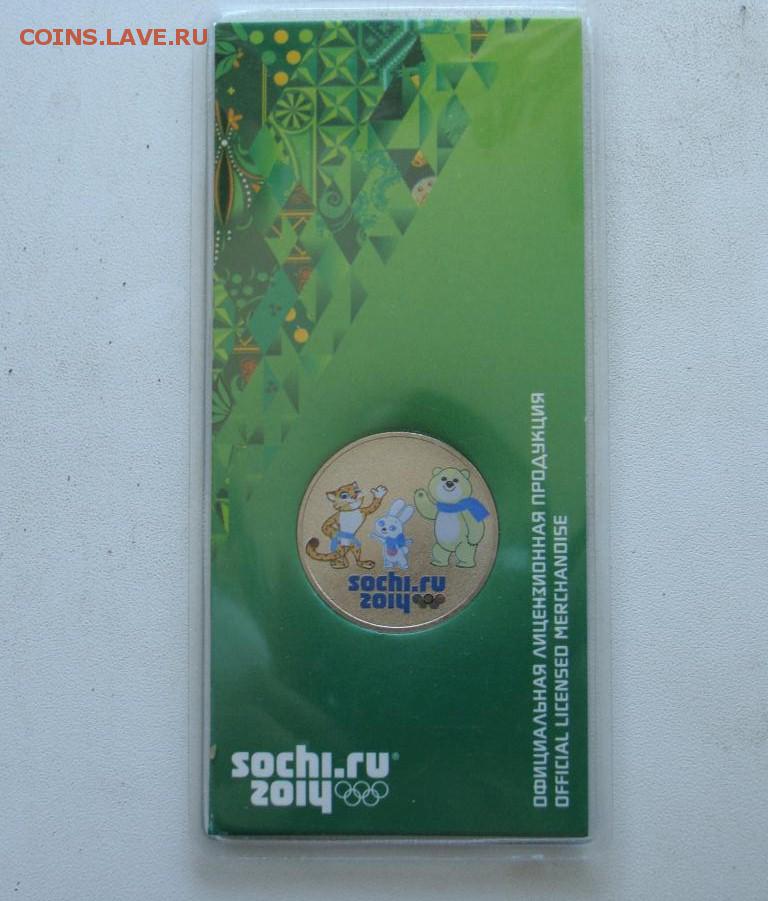 COINS.LAVE.RU
sochi.ru
2014
sochi.ru®
2014
ОФИЦИАЛЬНАЯ ЛИЦЕНЗИОННАЯ ПРОДУКЦИЯ
OFFICIAL LICENSED MERCHANDISE